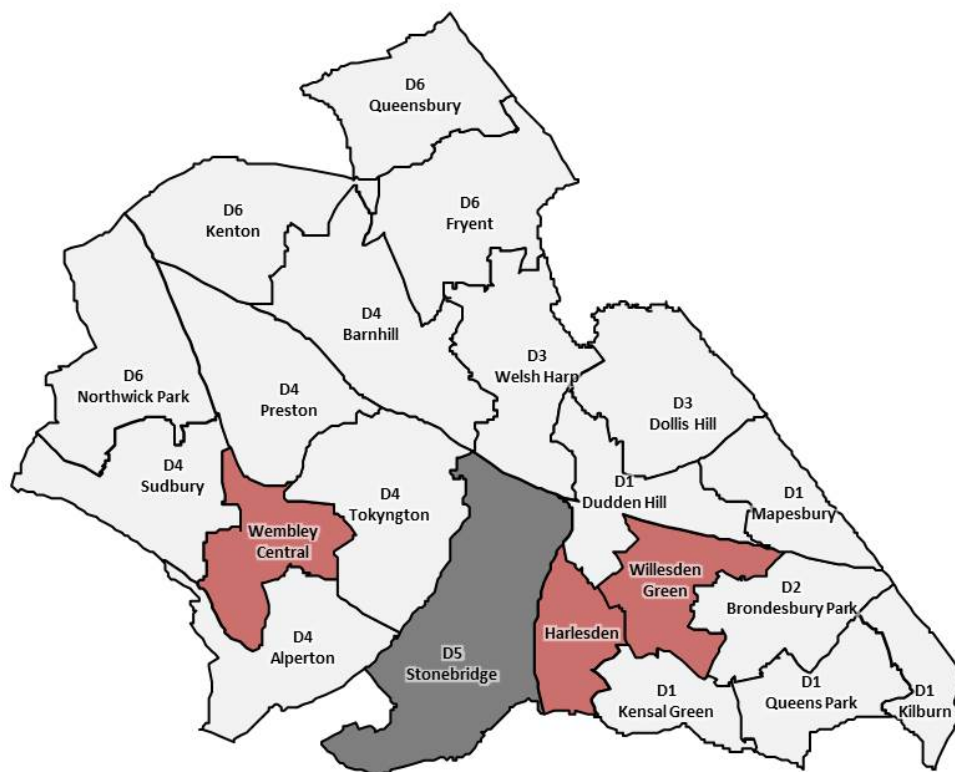 D6
Queensbury
D6
Kenton
D6
Fryent
D4
Barnhill
D3
Welsh Harp
D6
Northwick Park
D4
Preston
D3
Dollis Hill
D4
Sudbury
D4
Tokyngton
D1
Dudden Hill
D1
Mapesbury
Wembley
Central
Willesden
Green
D2
Brondesbury Park
Harlesden
D4
Alperton
D5
Stonebridge
D1
Kensal Green
D1
Queens Park
D1
Kilburn